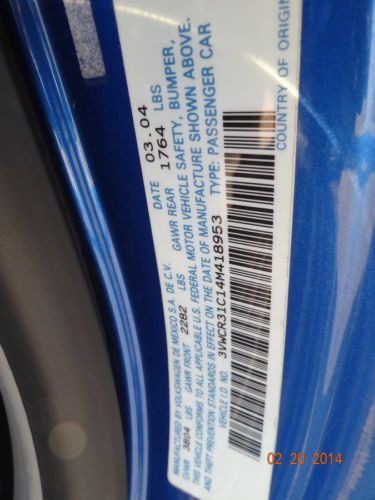 MANUFACTURED BY VOLKSWAGEN DE MEXICO S.A. DE C.V. DATE 03.04
GVWR 3804 LBS GAWR FRONT 2282 LBS GAWR REAR 1764 LBS
THIS VEHICLE CONFORMS TO ALL APPLICABLE U.S. FEDERAL MOTOR VEHICLE SAFETY, BUMPER,
PREVENTION STANDARDS IN EFFECT ON THE DATE OF MANUFACTURE SHOWN ABOVE.
VEHICLE I.D. NO. 3VWCR31C14M418953 TYPE: PASSENGER CAR
COUNTRY OF ORIGIN
02 20 2014